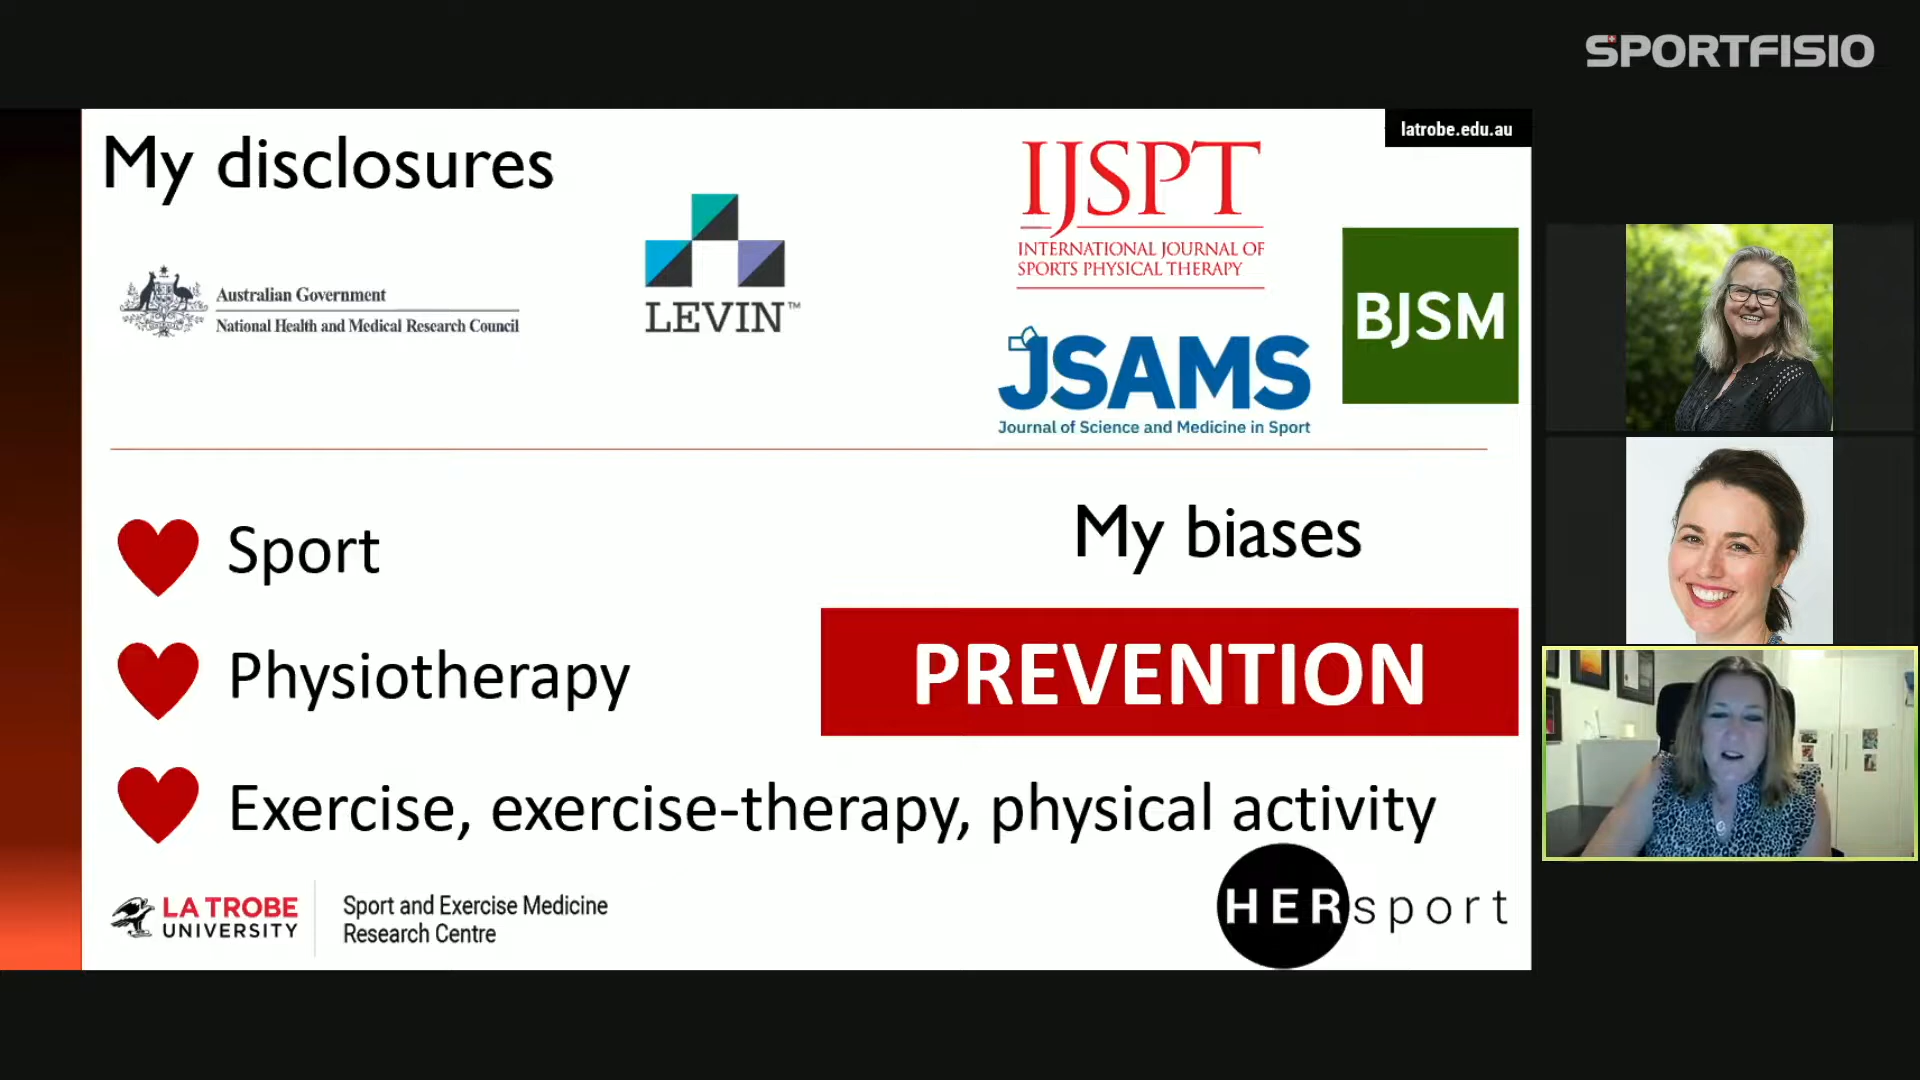 SPORTFISIO
latrobe.edu.au
My disclosures
Australian Government
National Health and Medical Research Council
LEVIN™
IJSPT
INTERNATIONAL JOURNAL OF
SPORTS PHYSICAL THERAPY
JSAMS
Journal of Science and Medicine in Sport
BJSM
Sport
My biases
Physiotherapy
PREVENTION
Exercise, exercise-therapy, physical activity
LA TROBE
UNIVERSITY
Sport and Exercise Medicine
Research Centre
HERsport